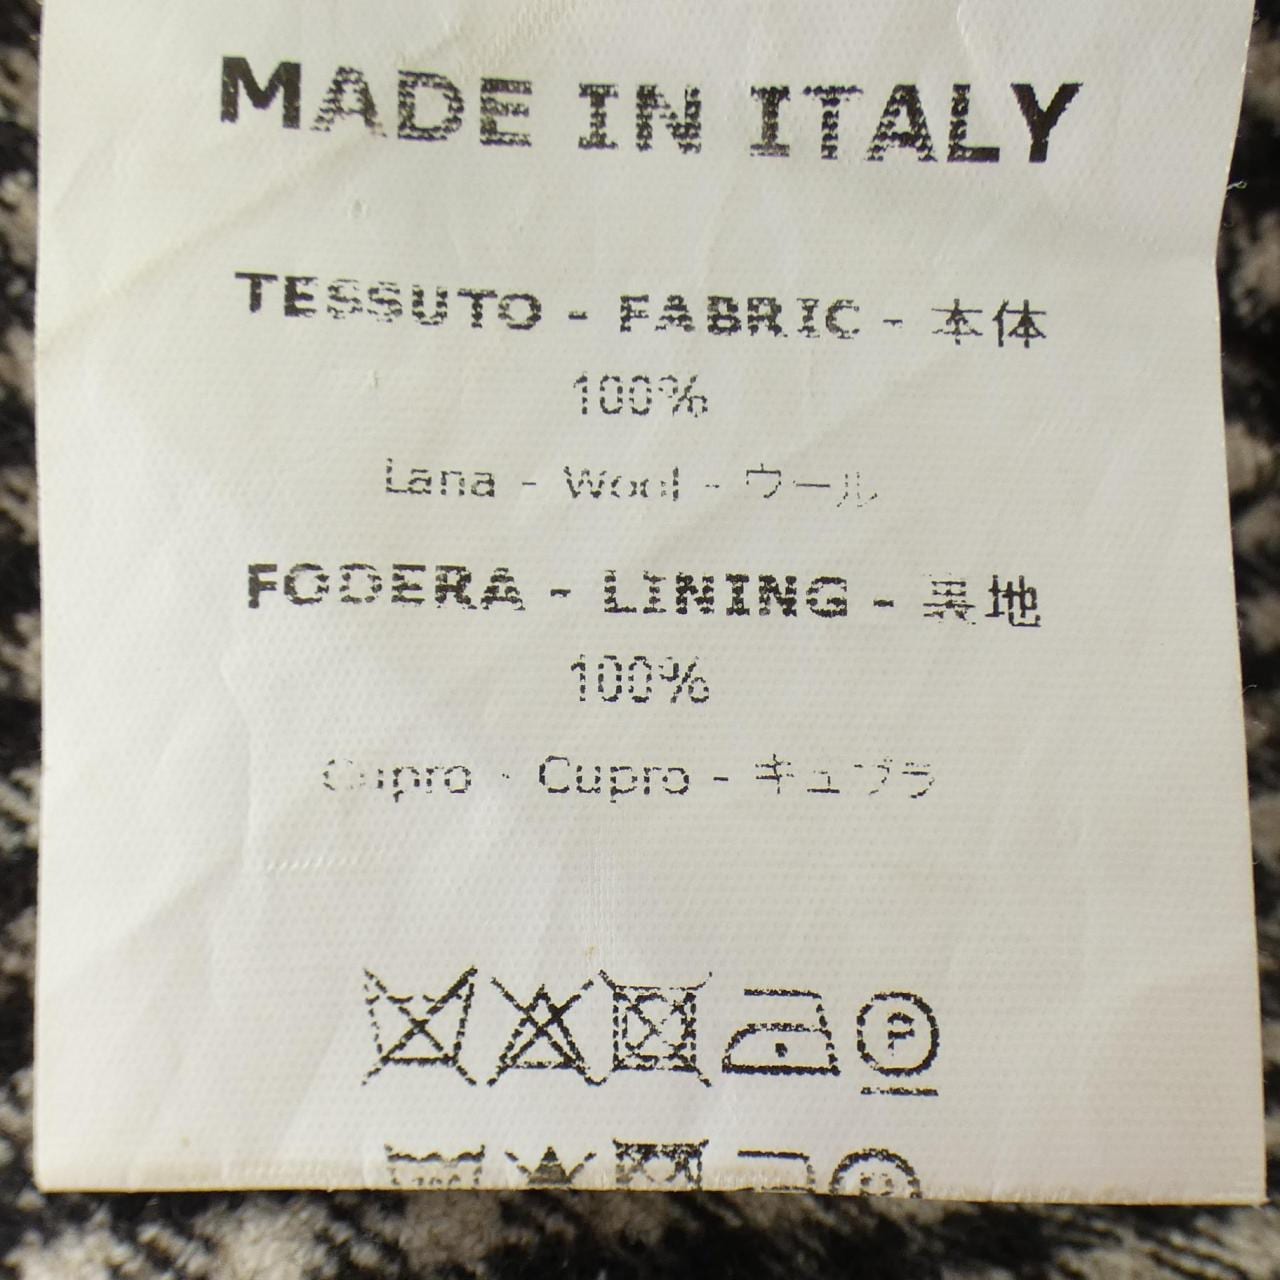 MADE IN ITALY
TESSUTO - FABRIC - 本体
100%
Lana - Wool - ウール
FODERA - LINING - 裏地
100%
Cupro - Cupro - キュプラ
P